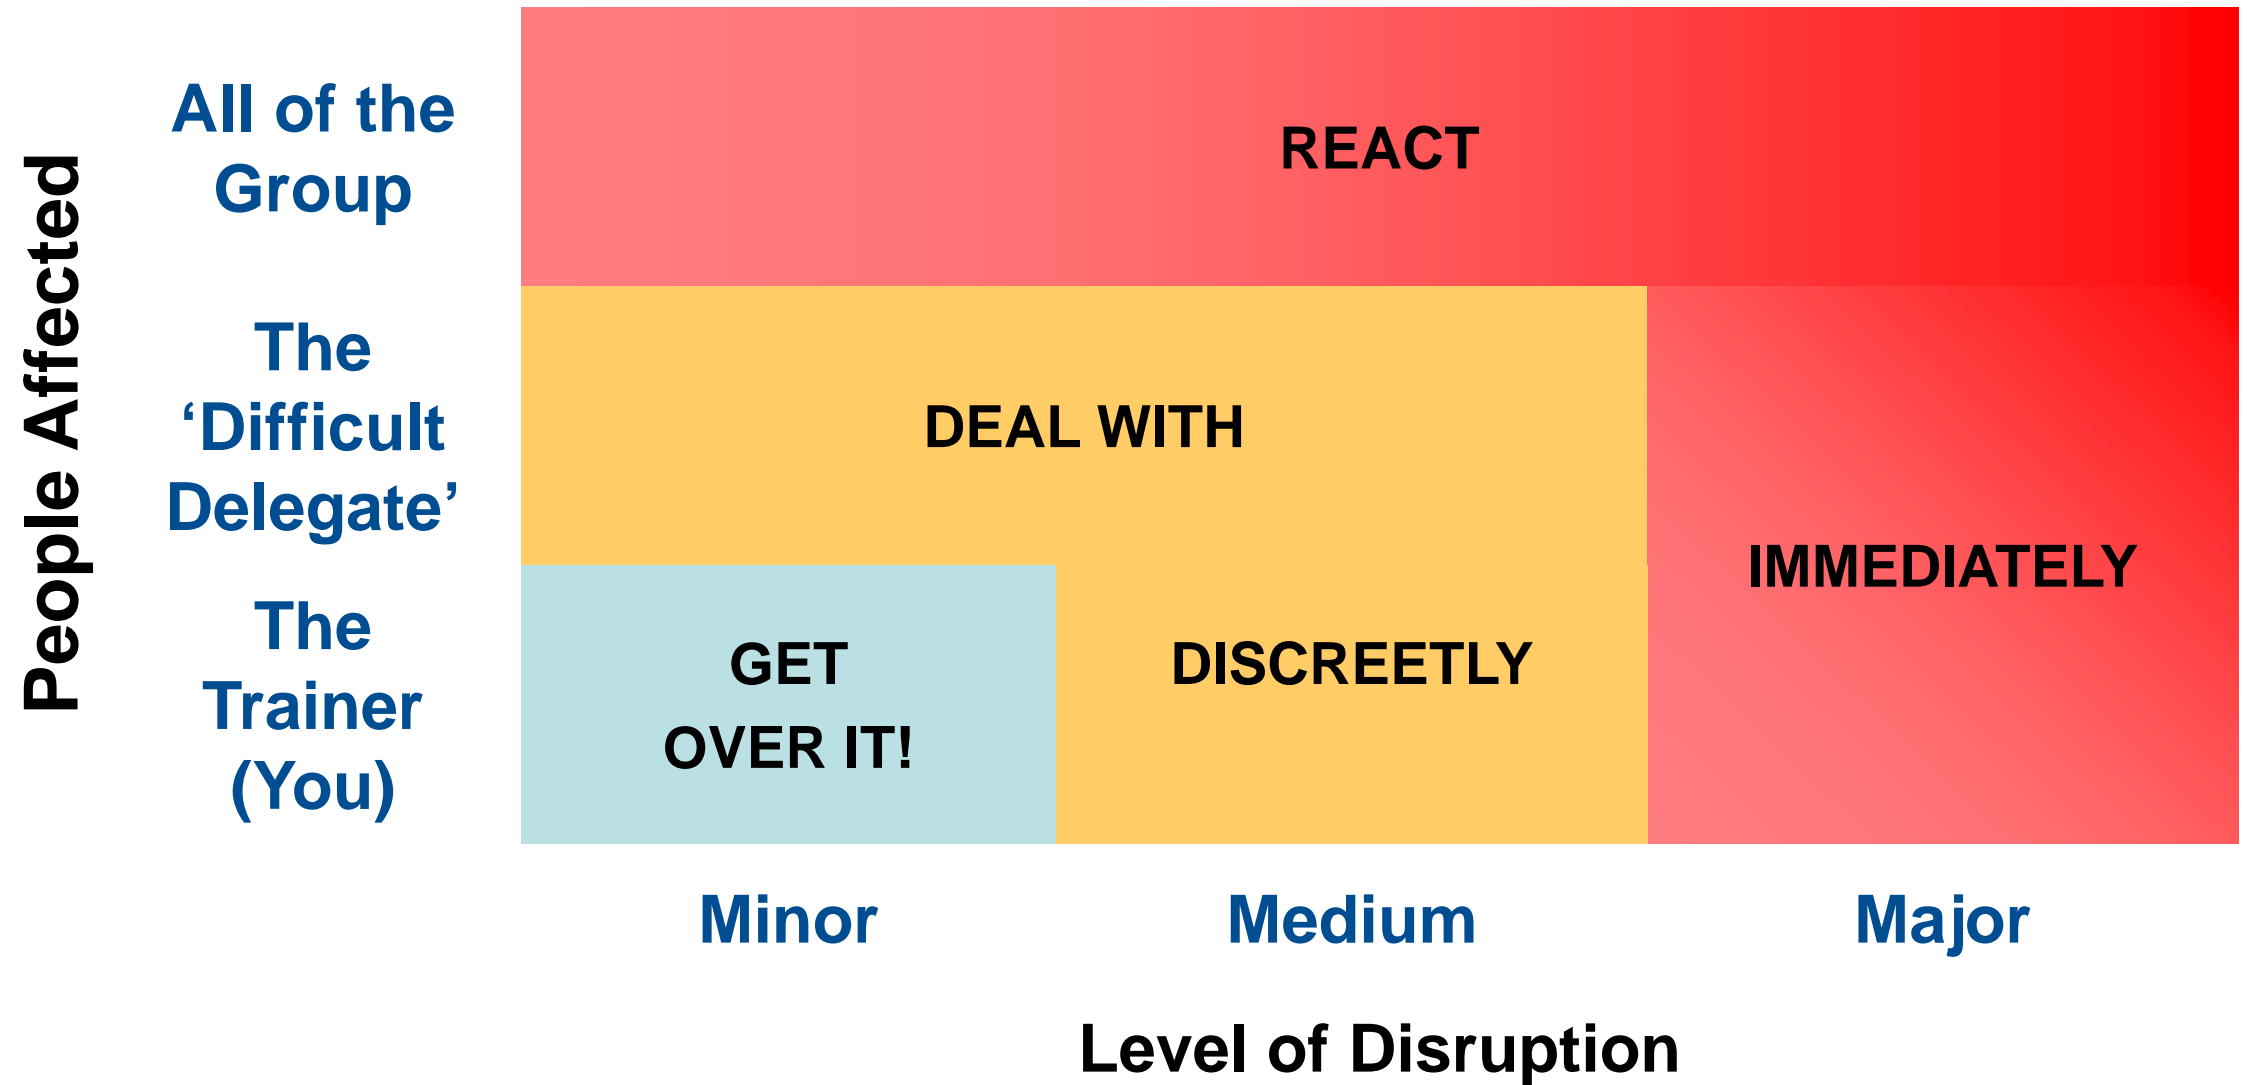 People Affected
All of the
Group
The
‘Difficult
Delegate’
The
Trainer
(You)
REACT
DEAL WITH
IMMEDIATELY
GET
OVER IT!
DISCREETLY
Minor
Medium
Major
Level of Disruption